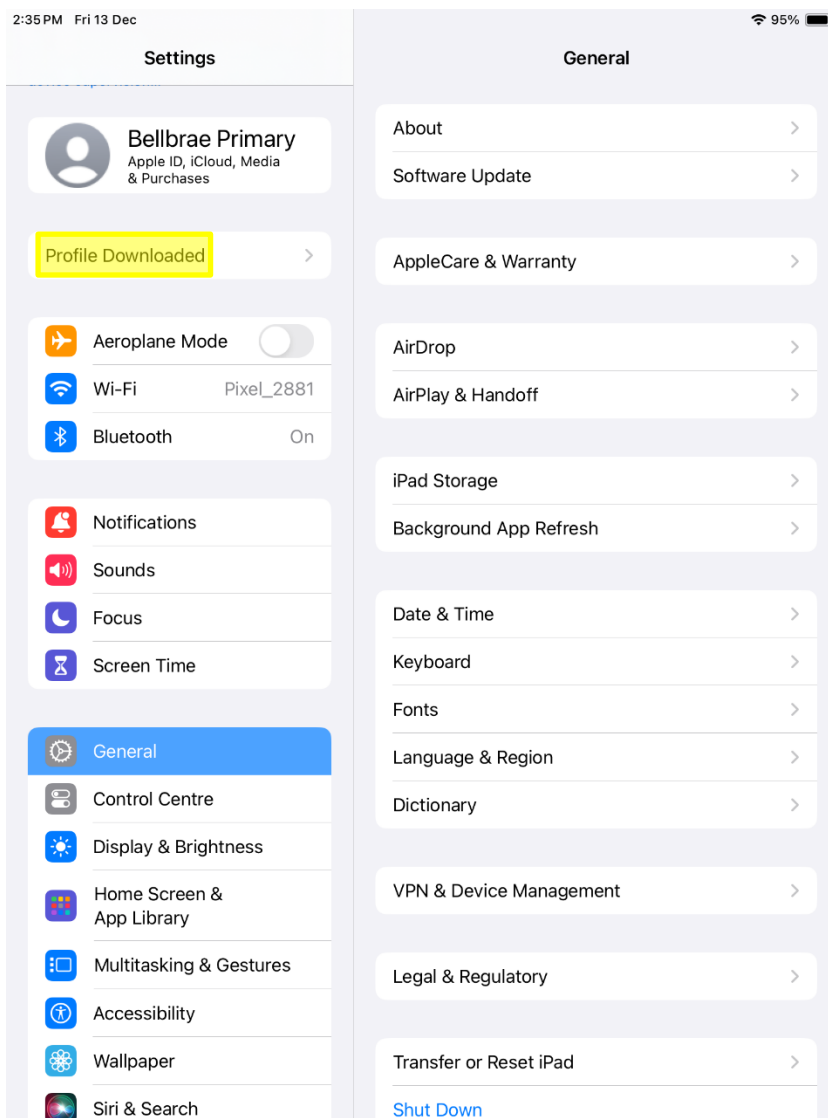 2:35 PM Fri 13 Dec
95%
Settings
Bellbrae Primary
Apple ID, iCloud, Media
& Purchases
Profile Downloaded
Aeroplane Mode
Wi-Fi Pixel_2881
Bluetooth On
Notifications
Sounds
Focus
Screen Time
General
Control Centre
Display & Brightness
Home Screen &
App Library
Multitasking & Gestures
Accessibility
Wallpaper
Siri & Search
General
About
Software Update
AppleCare & Warranty
AirDrop
AirPlay & Handoff
iPad Storage
Background App Refresh
Date & Time
Keyboard
Fonts
Language & Region
Dictionary
VPN & Device Management
Legal & Regulatory
Transfer or Reset iPad
Shut Down